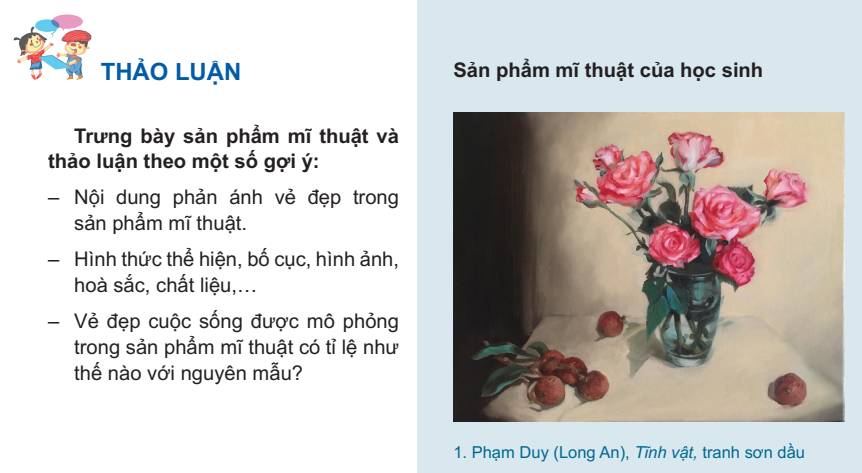 THẢO LUẬN
Trưng bày sản phẩm mĩ thuật và
thảo luận theo một số gợi ý:
– Nội dung phản ánh vẻ đẹp trong
sản phẩm mĩ thuật.
– Hình thức thể hiện, bố cục, hình ảnh,
hoà sắc, chất liệu,…
– Vẻ đẹp cuộc sống được mô phỏng
trong sản phẩm mĩ thuật có tỉ lệ như
thế nào với nguyên mẫu?
Sản phẩm mĩ thuật của học sinh
1. Phạm Duy (Long An), Tĩnh vật, tranh sơn dầu